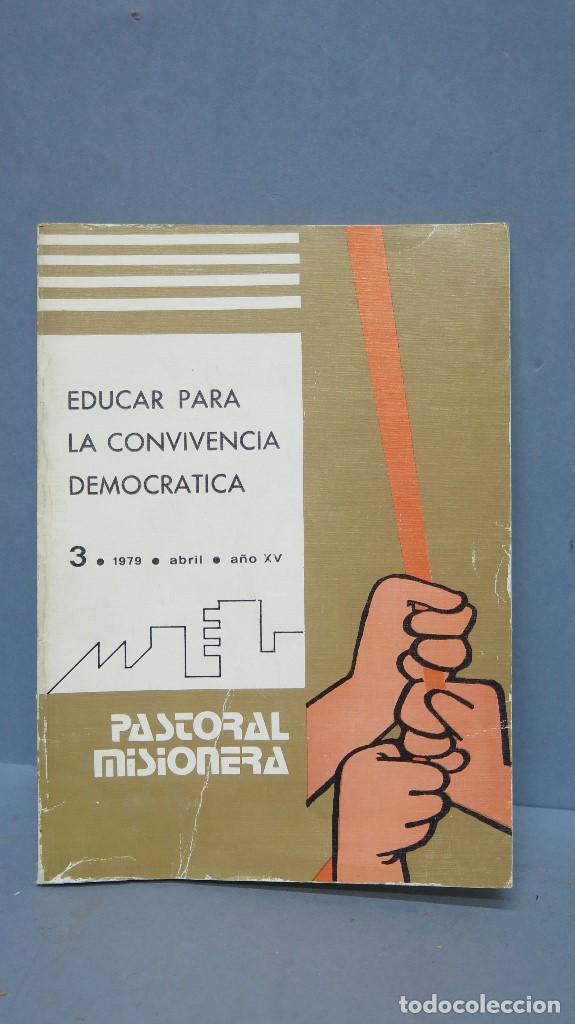 EDUCAR PARA
LA CONVIVENCIA
DEMOCRATICA
3 • 1979 • abril • año XV
PASTORAL
MISIONERA
todocoleccion